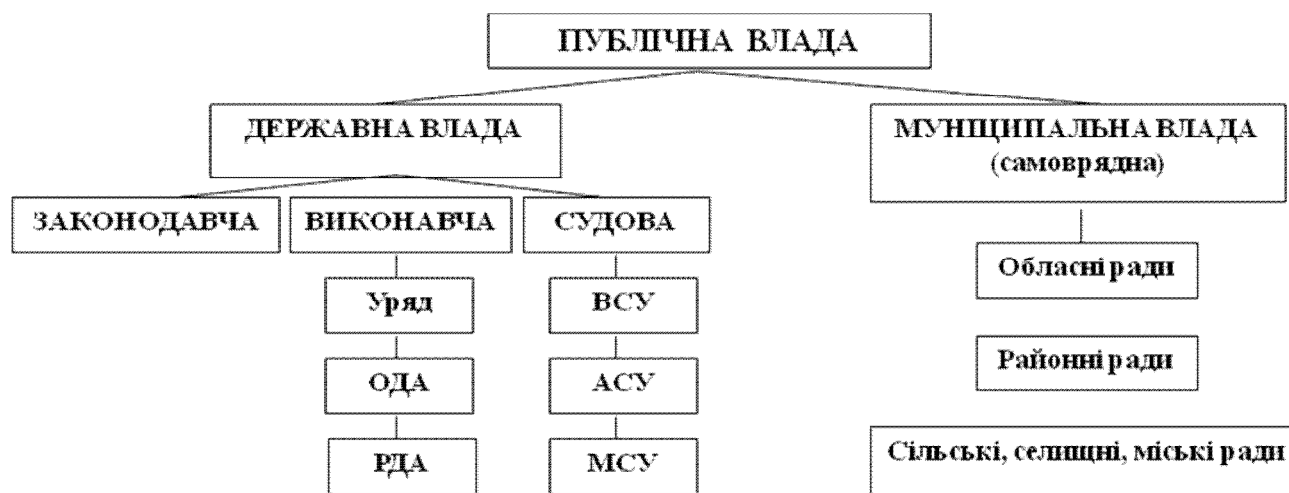 ПУБЛІЧНА ВЛАДА
ДЕРЖАВНА ВЛАДА
МУНІЦИПАЛЬНА ВЛАДА
(самоврядна)
ЗАКОНОДАВЧА
ВИКОНАВЧА
СУДОВА
Уряд
ОДА
РДА
ВСУ
АСУ
МСУ
Обласні ради
Районні ради
Сільські, селищні, міські ради